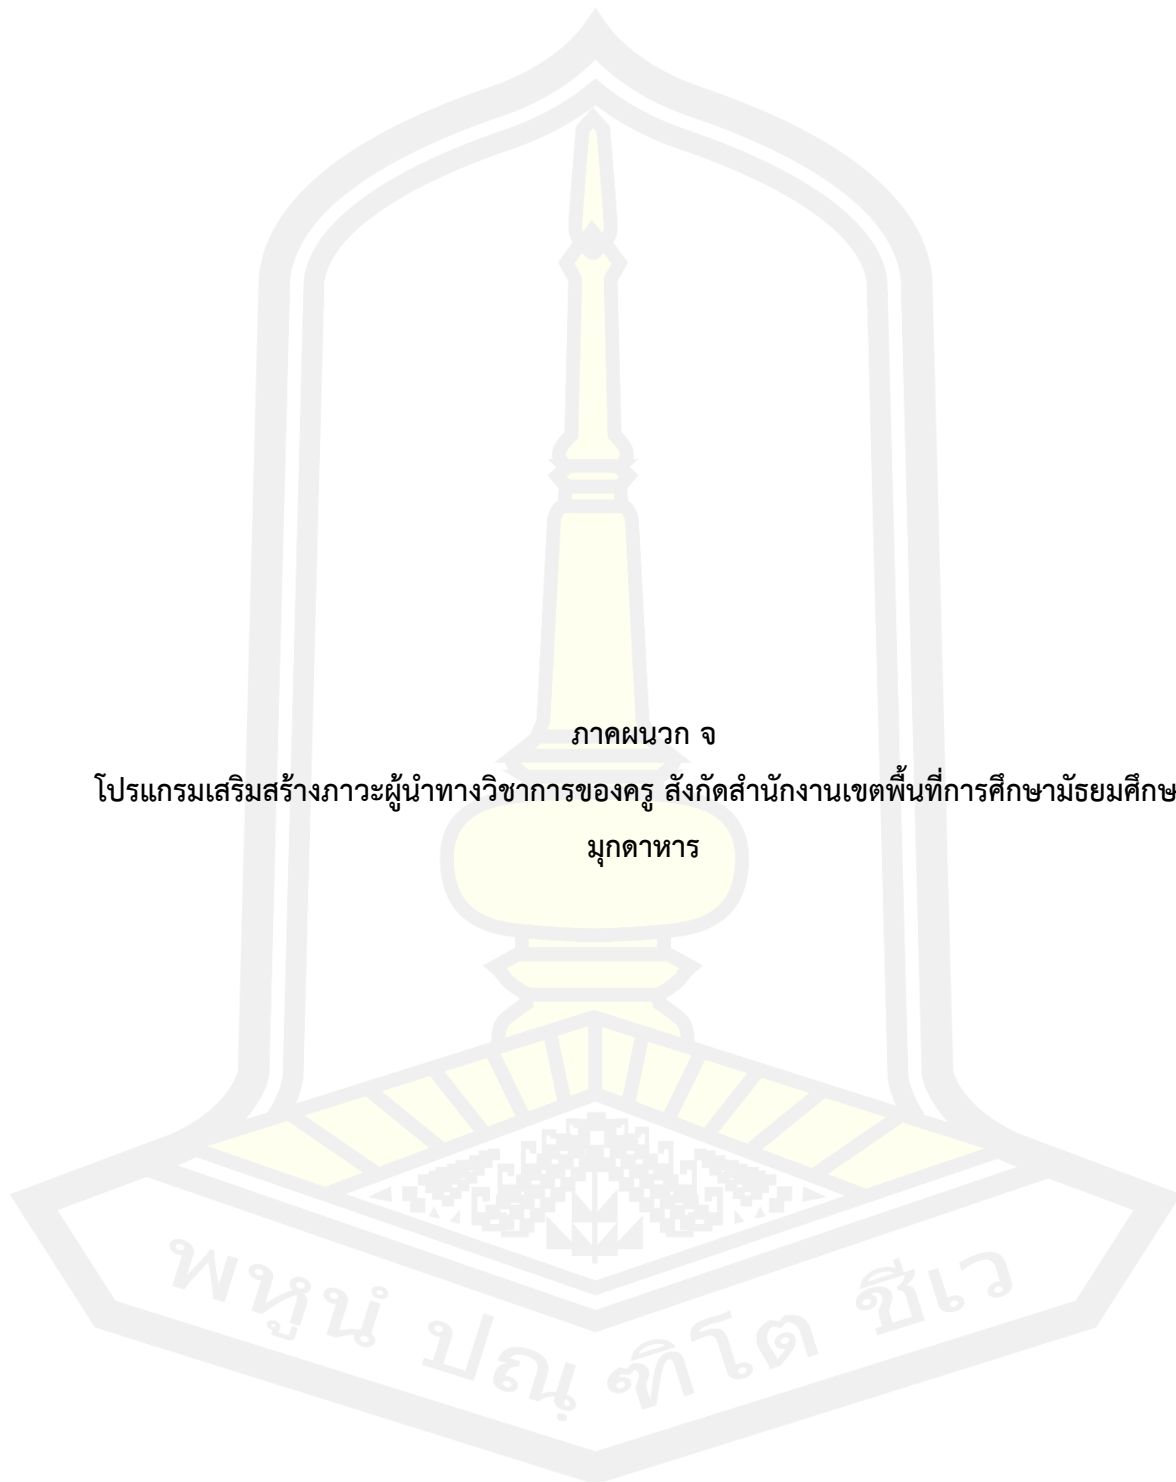 ภาคผนวก จ
โปรแกรมเสริมสร้างภาวะผู้นำทางวิชาการของครู สังกัดสำนักงานเขตพื้นที่การศึกษามัธยมศึกษ
มุกดาหาร
พหูนํ ปณฺฑิโต ชีเว